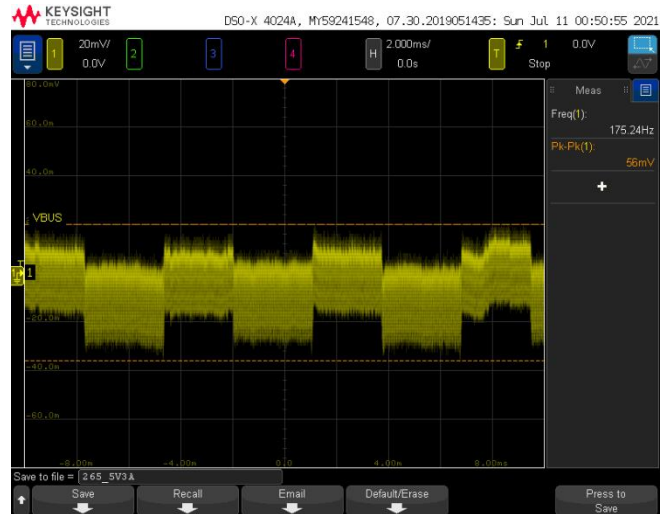 KEYSIGHT
TECHNOLOGIES
DSO-X 4024A, MY59241548, 07.30.2019051435: Sun Jul 11 00:50:55 2021
1
20mV/
0.0V
2
3
4
H
2.000ms/
0.0s
T
1
0.0V
Stop
80.0mV
60.0m
40.0m
VBUS
T
1
-20.0m
-40.0m
-60.0m
-8.00m
-4.00m
0.0
4.00m
8.00ms
Meas
Freq(1):
175.24Hz
Pk-Pk(1):
56mV
+
Save to file = 265_5V3A
Save
Recall
Email
Default/Erase
Press to
Save